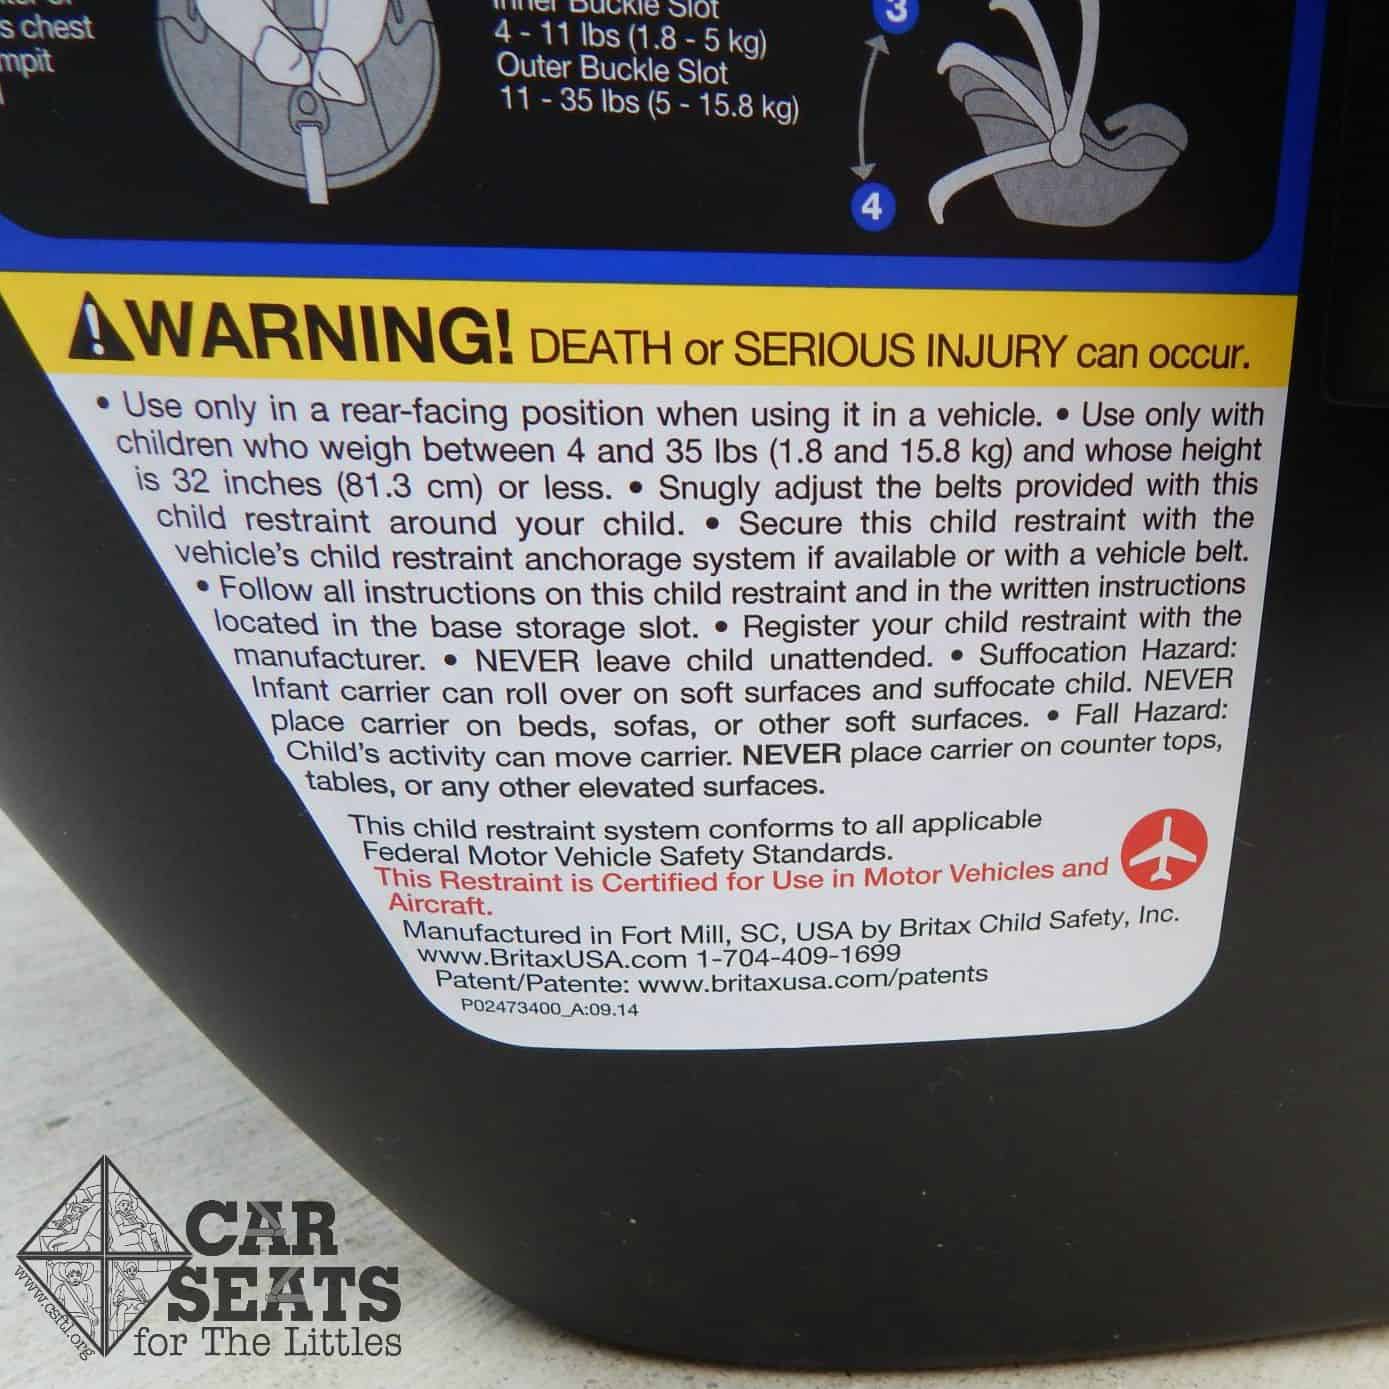 s chest
mpit
Inner Buckle Slot
4 - 11 lbs (1.8 - 5 kg)
Outer Buckle Slot
11 - 35 lbs (5 - 15.8 kg)
3
4
WARNING! DEATH or SERIOUS INJURY can occur.
• Use only in a rear-facing position when using it in a vehicle. • Use only with
children who weigh between 4 and 35 lbs (1.8 and 15.8 kg) and whose height
is 32 inches (81.3 cm) or less. • Snugly adjust the belts provided with this
child restraint around your child. • Secure this child restraint with the
vehicle's child restraint anchorage system if available or with a vehicle belt.
• Follow all instructions on this child restraint and in the written instructions
located in the base storage slot. • Register your child restraint with the
manufacturer. • NEVER leave child unattended. • Suffocation Hazard:
Infant carrier can roll over on soft surfaces and suffocate child. NEVER
place carrier on beds, sofas, or other soft surfaces. • Fall Hazard:
Child's activity can move carrier. NEVER place carrier on counter tops,
tables, or any other elevated surfaces.
This child restraint system conforms to all applicable
Federal Motor Vehicle Safety Standards.
This Restraint is Certified for Use in Motor Vehicles and
Aircraft.
Manufactured in Fort Mill, SC, USA by Britax Child Safety, Inc.
www.BritaxUSA.com 1-704-409-1699
Patent/Patente: www.britaxusa.com/patents
P02473400_A:09.14
CAR
SEATS
for The Littles
www.csftl.org